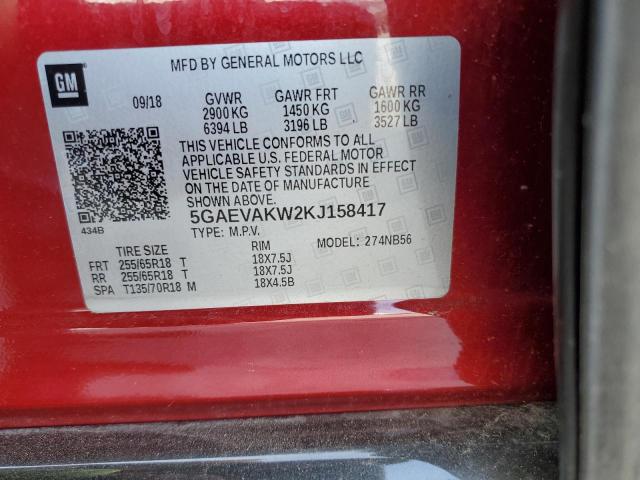 GM
MFD BY GENERAL MOTORS LLC
09/18 GVWR GAWR FRT GAWR RR
2900 KG 1450 KG 1600 KG
6394 LB 3196 LB 3527 LB
THIS VEHICLE CONFORMS TO ALL
APPLICABLE U.S. FEDERAL MOTOR
VEHICLE SAFETY STANDARDS IN EFFECT
ON THE DATE OF MANUFACTURE
SHOWN ABOVE.
434B
5GAEVAKW2KJ158417
TYPE: M.P.V. MODEL: 274NB56
TIRE SIZE RIM
FRT 255/65R18 T 18X7.5J
RR 255/65R18 T 18X7.5J
SPA T135/70R18 M 18X4.5B